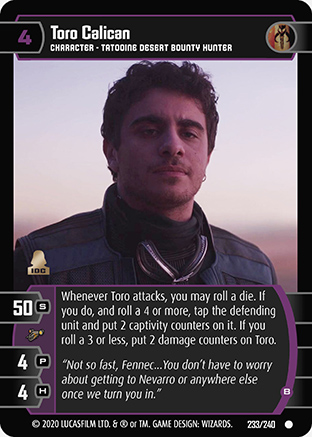 4
Toro Calican
CHARACTER - TATOOINE DESERT BOUNTY HUNTER
IDC
50 S
Whenever Toro attacks, you may roll a die. If
you do, and roll a 4 or more, tap the defending
unit and put 2 captivity counters on it. If you
roll a 3 or less, put 2 damage counters on Toro.
4 P
4 H
"Not so fast, Fennec...You don't have to worry
about getting to Nevarro or anywhere else
once we turn you in."
B
© 2020 LUCASFILM LTD. & ® or TM. GAME DESIGN: WIZARDS.
233/240